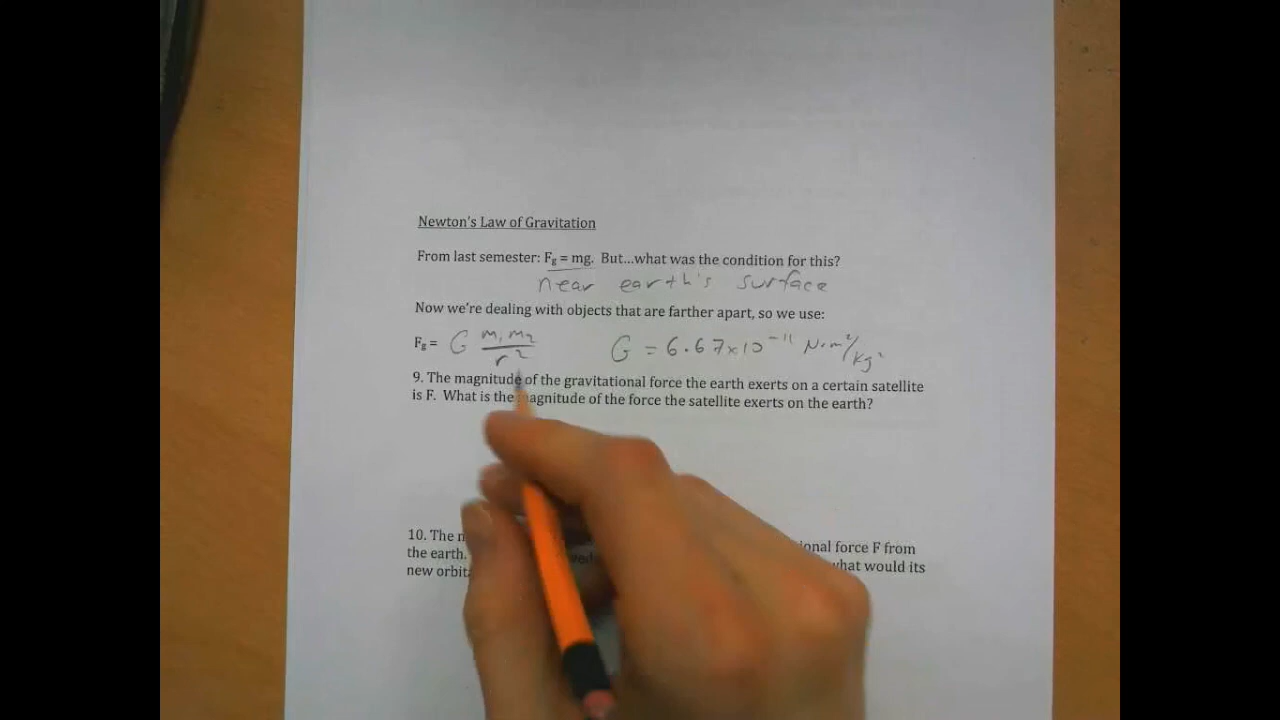 Newton's Law of Gravitation
From last semester: Fg = mg. But...what was the condition for this?
near earth's surface
Now we're dealing with objects that are farther apart, so we use:
Fg = G m₁m₂/r² G = 6.67×10⁻¹¹ N·m²/kg²
9. The magnitude of the gravitational force the earth exerts on a certain satellite
is F. What is the magnitude of the force the satellite exerts on the earth?
10. The force F from
the earth. what would its
new